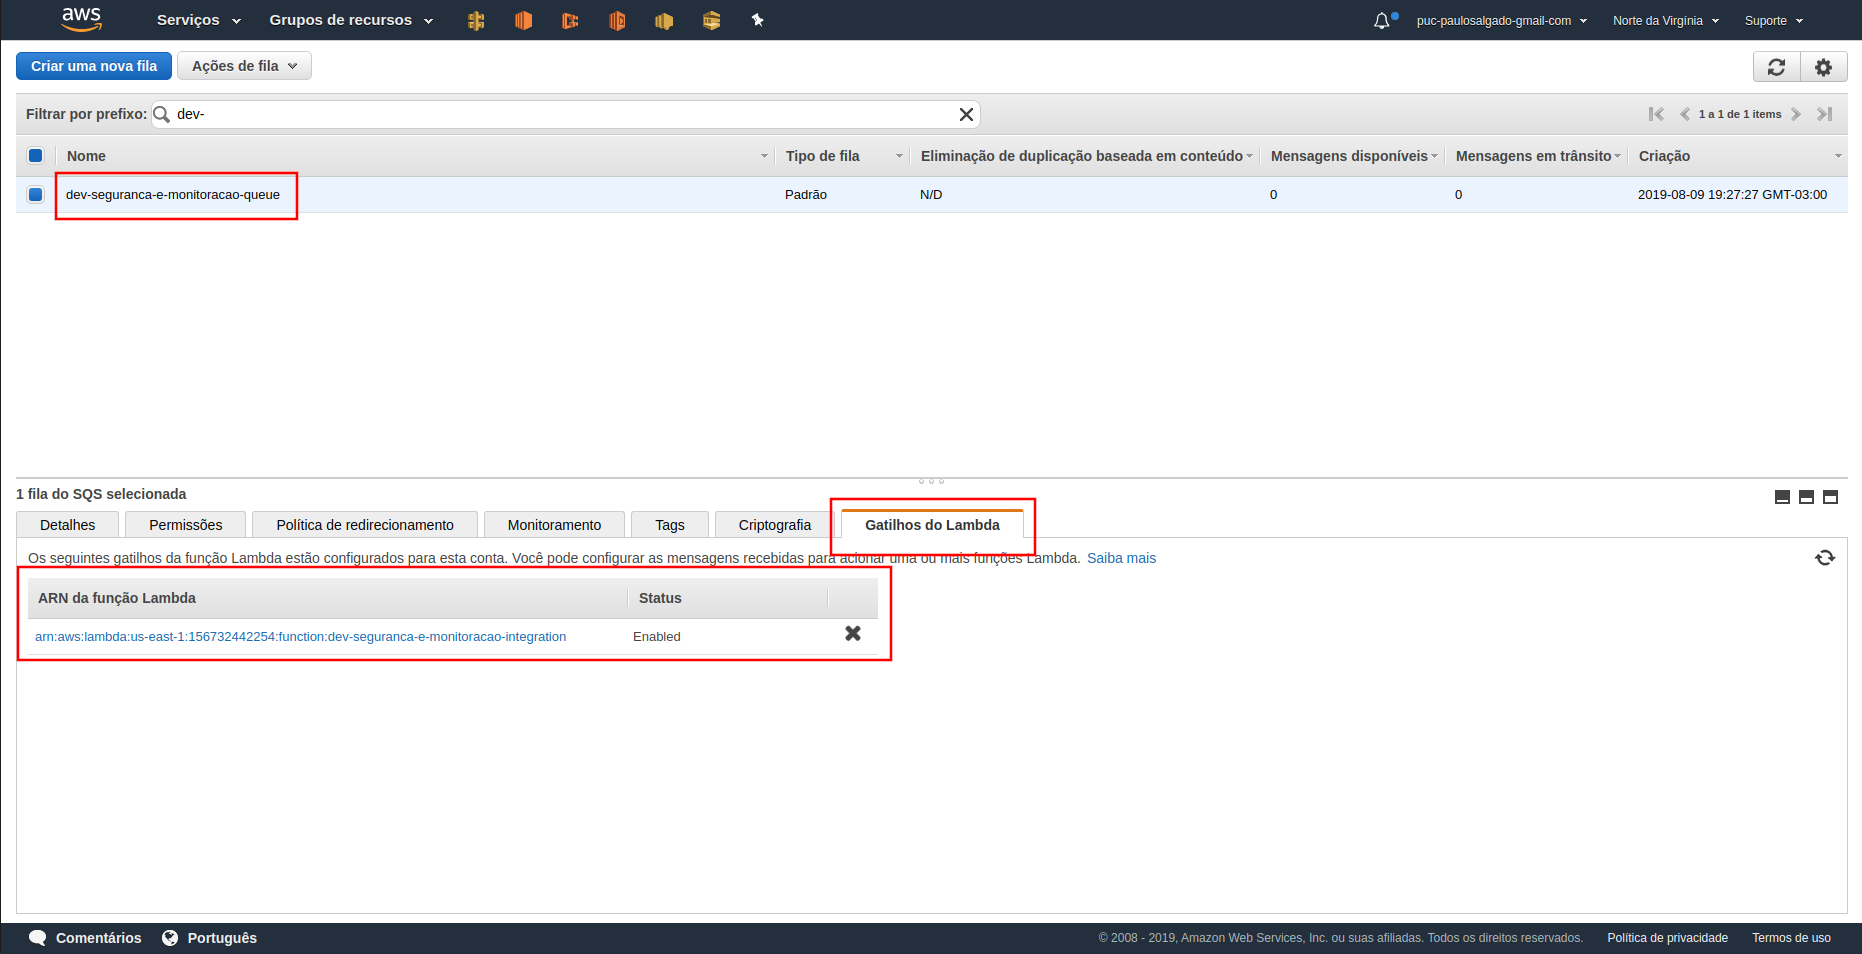 aws Serviços Grupos de recursos puc-paulosalgado-gmail-com Norte da Virgínia Suporte
Criar uma nova fila Ações de fila
Filtrar por prefixo: dev- 1 a 1 de 1 items
Nome Tipo de fila Eliminação de duplicação baseada em conteúdo Mensagens disponíveis Mensagens em trânsito Criação
dev-seguranca-e-monitoracao-queue Padrão N/D 0 0 2019-08-09 19:27:27 GMT-03:00
1 fila do SQS selecionada
Detalhes Permissões Política de redirecionamento Monitoramento Tags Criptografia Gatilhos do Lambda
Os seguintes gatilhos da função Lambda estão configurados para esta conta. Você pode configurar as mensagens recebidas para acionar uma ou mais funções Lambda. Saiba mais
ARN da função Lambda Status
arn:aws:lambda:us-east-1:156732442254:function:dev-seguranca-e-monitoracao-integration Enabled
Comentários Português © 2008 - 2019, Amazon Web Services, Inc. ou suas afiliadas. Todos os direitos reservados. Política de privacidade Termos de uso